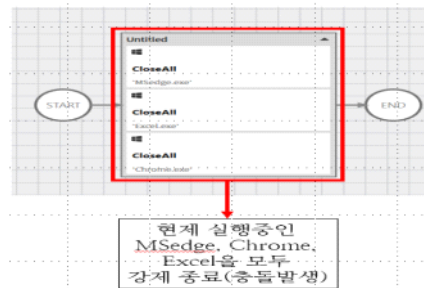 Untitled
CloseAll
'MSedge.exe'
START
END
CloseAll
'Excel.exe'
CloseAll
'Chrome.exe'
현제 실행중인
MSedge, Chrome,
Excel을 모두
강제 종료(충돌발생)